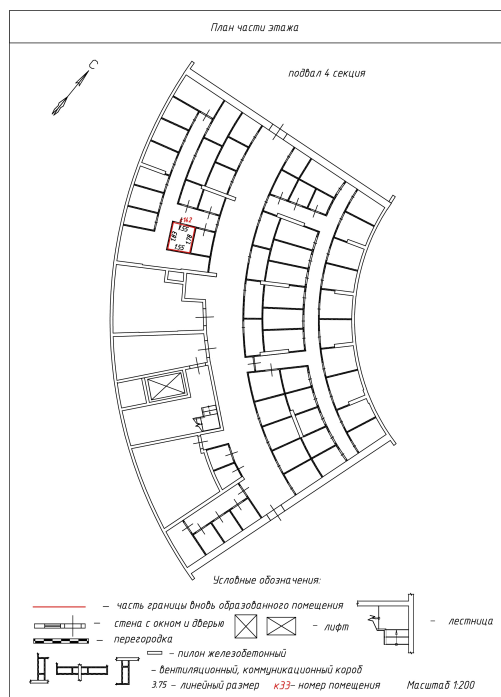 План части этажа
С
подвал 4 секция
к142
1.55
1.63
1.78
1.55
Условные обозначения:
– часть границы вновь образованного помещения
– стена с окном и дверью
– лифт
– лестница
– перегородка
– пилон железобетонный
– вентиляционный, коммуникационный короб
3.75 – линейный размер
к33– номер помещения
Масштаб 1:200